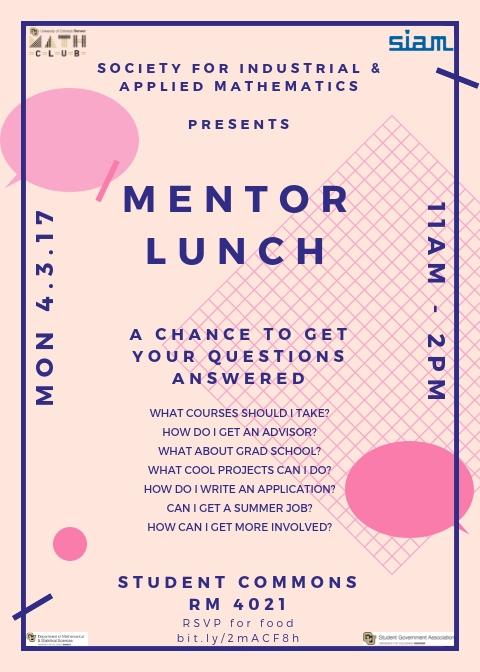 University of Colorado Denver
MATH
CLUB
siam
SOCIETY FOR INDUSTRIAL &
APPLIED MATHEMATICS
PRESENTS
MENTOR
LUNCH
MON 4.3.17
11AM - 2PM
A CHANCE TO GET
YOUR QUESTIONS
ANSWERED
WHAT COURSES SHOULD I TAKE?
HOW DO I GET AN ADVISOR?
WHAT ABOUT GRAD SCHOOL?
WHAT COOL PROJECTS CAN I DO?
HOW DO I WRITE AN APPLICATION?
CAN I GET A SUMMER JOB?
HOW CAN I GET MORE INVOLVED?
STUDENT COMMONS
RM 4021
RSVP for food
bit.ly/2mACF8h
Department of Mathematical
& Statistical Sciences
Student Government Association